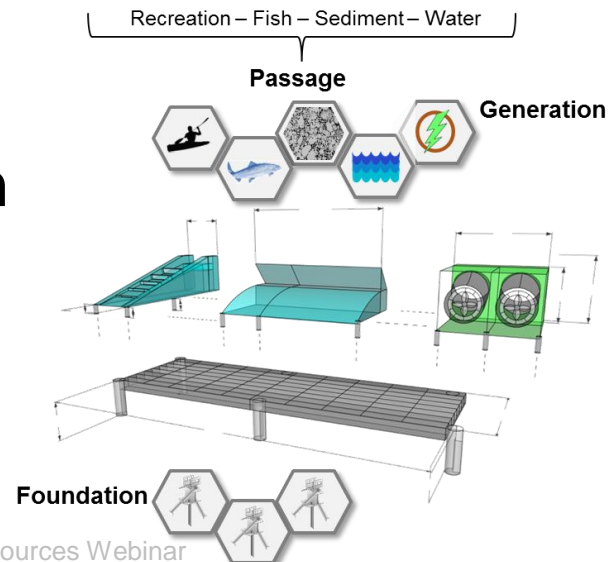 Recreation – Fish – Sediment – Water
Passage
Generation
n
Foundation
ources Webinar